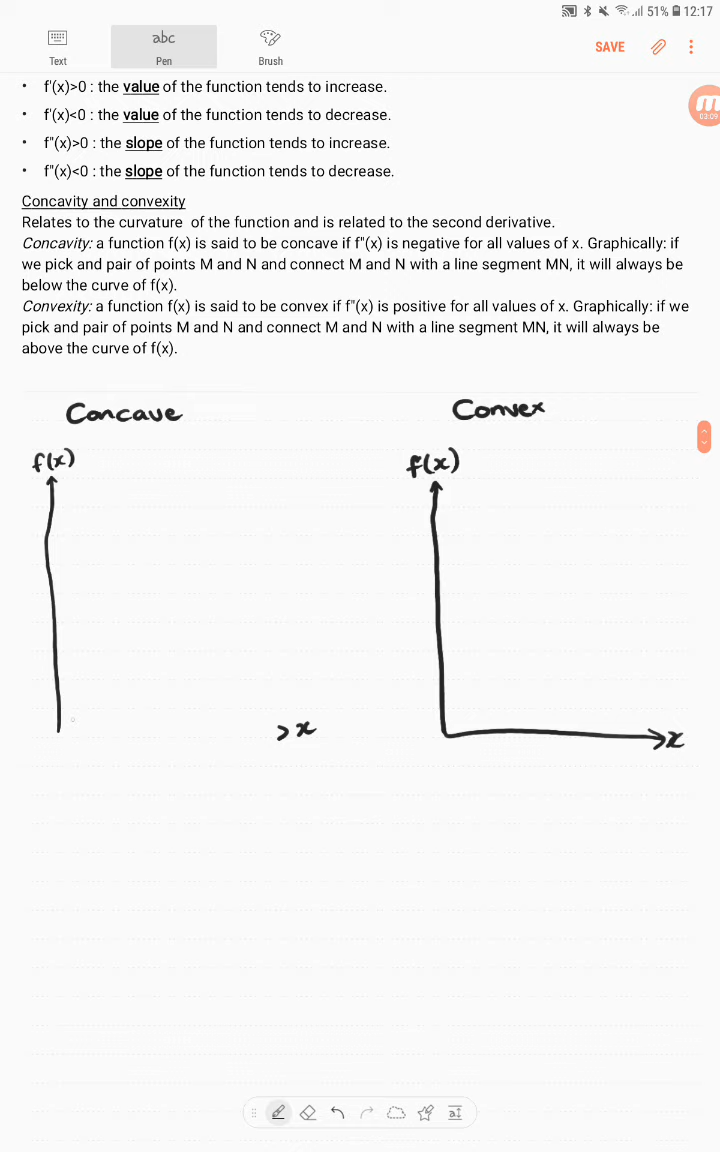 51% 12:17
abc
Text Pen Brush
SAVE
03:09
• f'(x)>0 : the value of the function tends to increase.
• f'(x)<0 : the value of the function tends to decrease.
• f"(x)>0 : the slope of the function tends to increase.
• f"(x)<0 : the slope of the function tends to decrease.
Concavity and convexity
Relates to the curvature of the function and is related to the second derivative.
Concavity: a function f(x) is said to be concave if f"(x) is negative for all values of x. Graphically: if
we pick and pair of points M and N and connect M and N with a line segment MN, it will always be
below the curve of f(x).
Convexity: a function f(x) is said to be convex if f"(x) is positive for all values of x. Graphically: if we
pick and pair of points M and N and connect M and N with a line segment MN, it will always be
above the curve of f(x).
Concave Convex
f(x) f(x)
x x